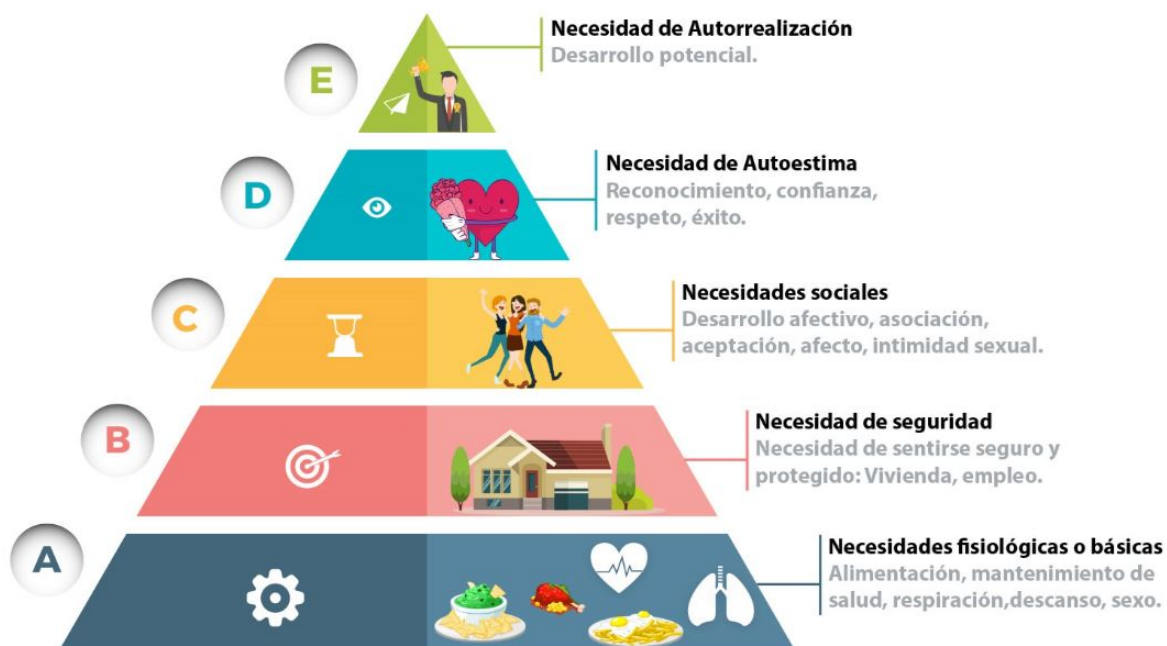 E
Necesidad de Autorrealización
Desarrollo potencial.
D
Necesidad de Autoestima
Reconocimiento, confianza,
respeto, éxito.
C
Necesidades sociales
Desarrollo afectivo, asociación,
aceptación, afecto, intimidad sexual.
B
Necesidad de seguridad
Necesidad de sentirse seguro y
protegido: Vivienda, empleo.
A
Necesidades fisiológicas o básicas
Alimentación, mantenimiento de
salud, respiración,descanso, sexo.